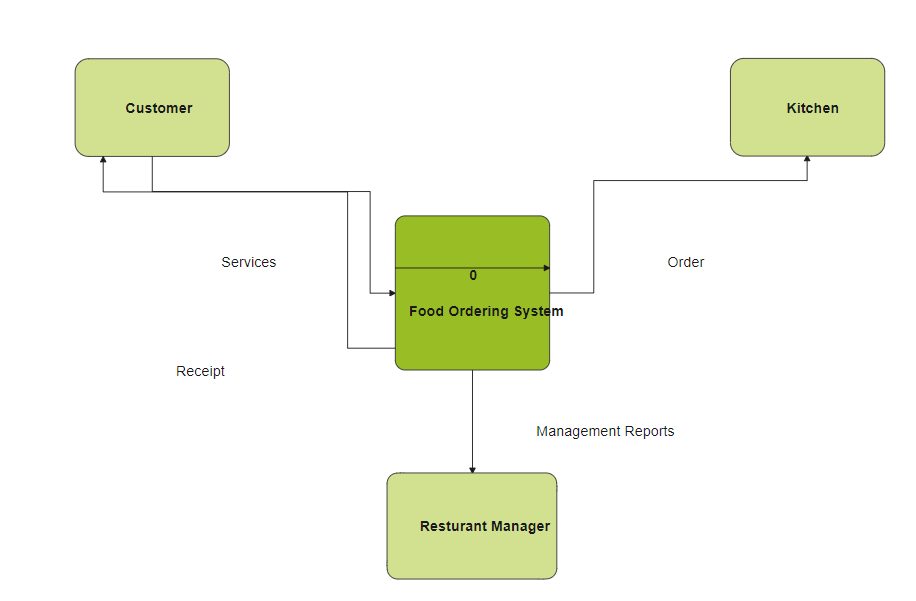 Customer
Kitchen
Services
Order
0
Food Ordering System
Receipt
Management Reports
Resturant Manager